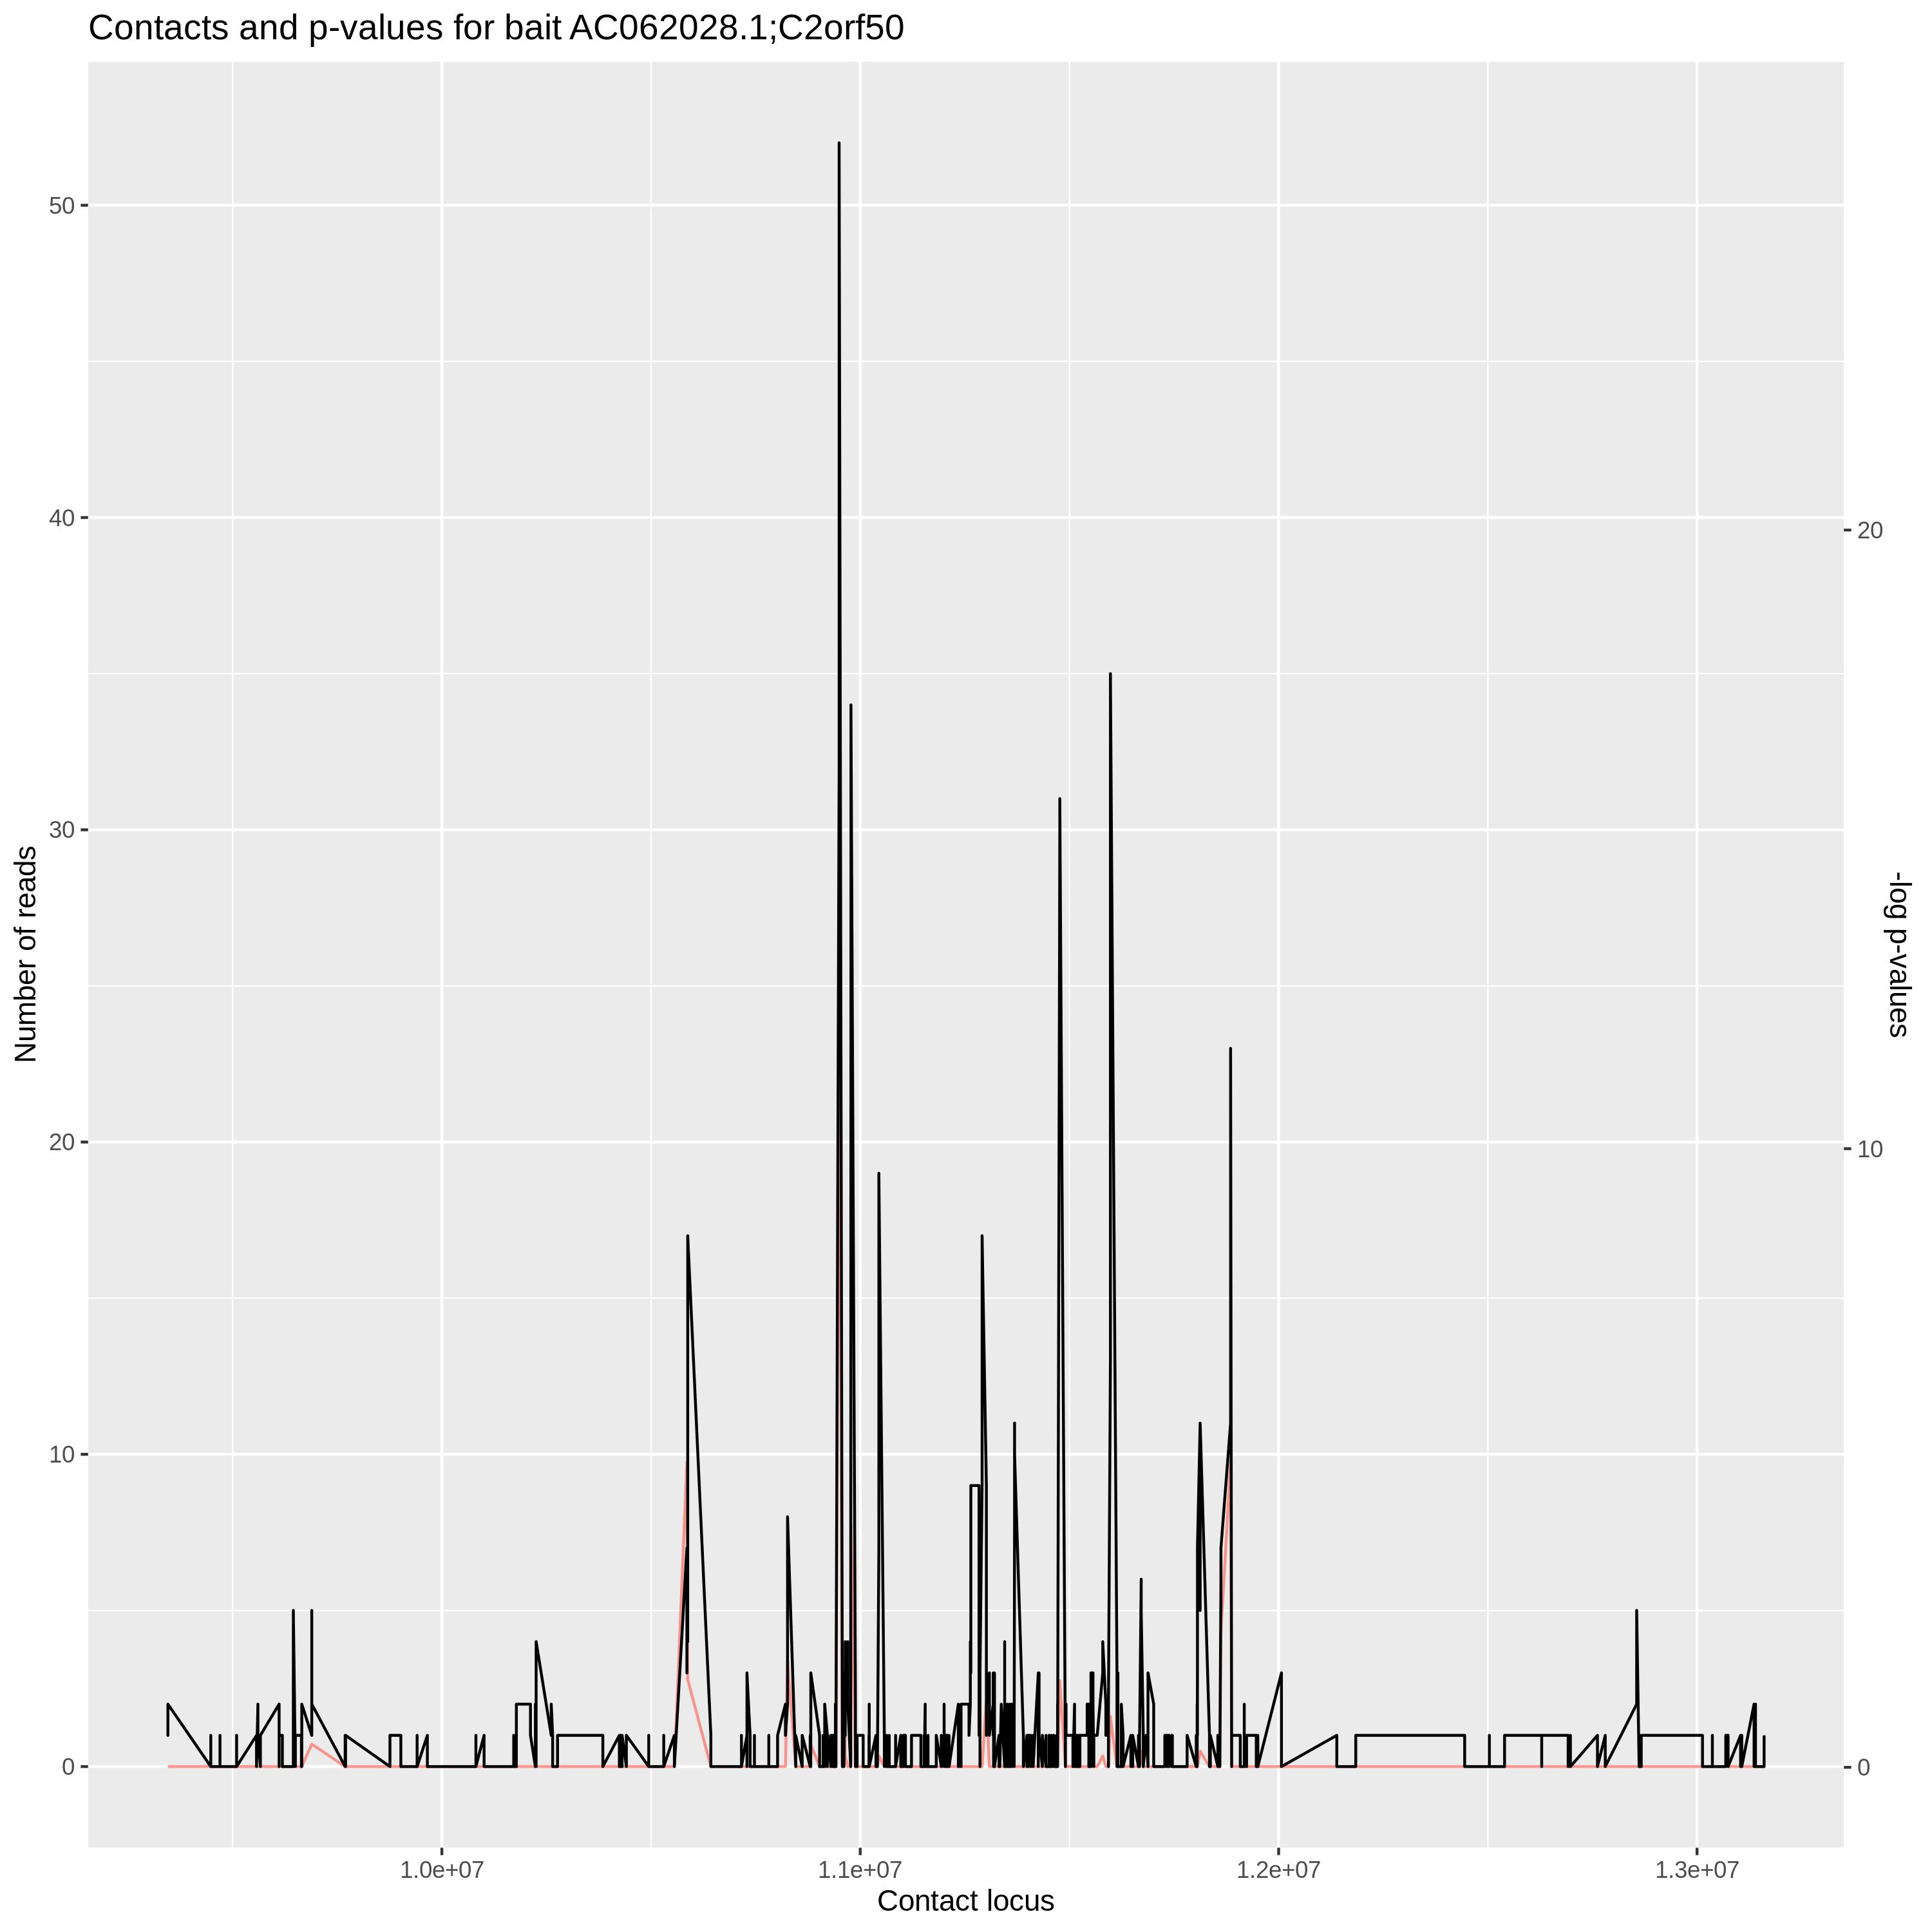 Contacts and p-values for bait AC062028.1;C2orf50
50
40
30
20
10
0
Number of reads
20
10
0
-log p-values
1.0e+07 1.1e+07 1.2e+07 1.3e+07
Contact locus